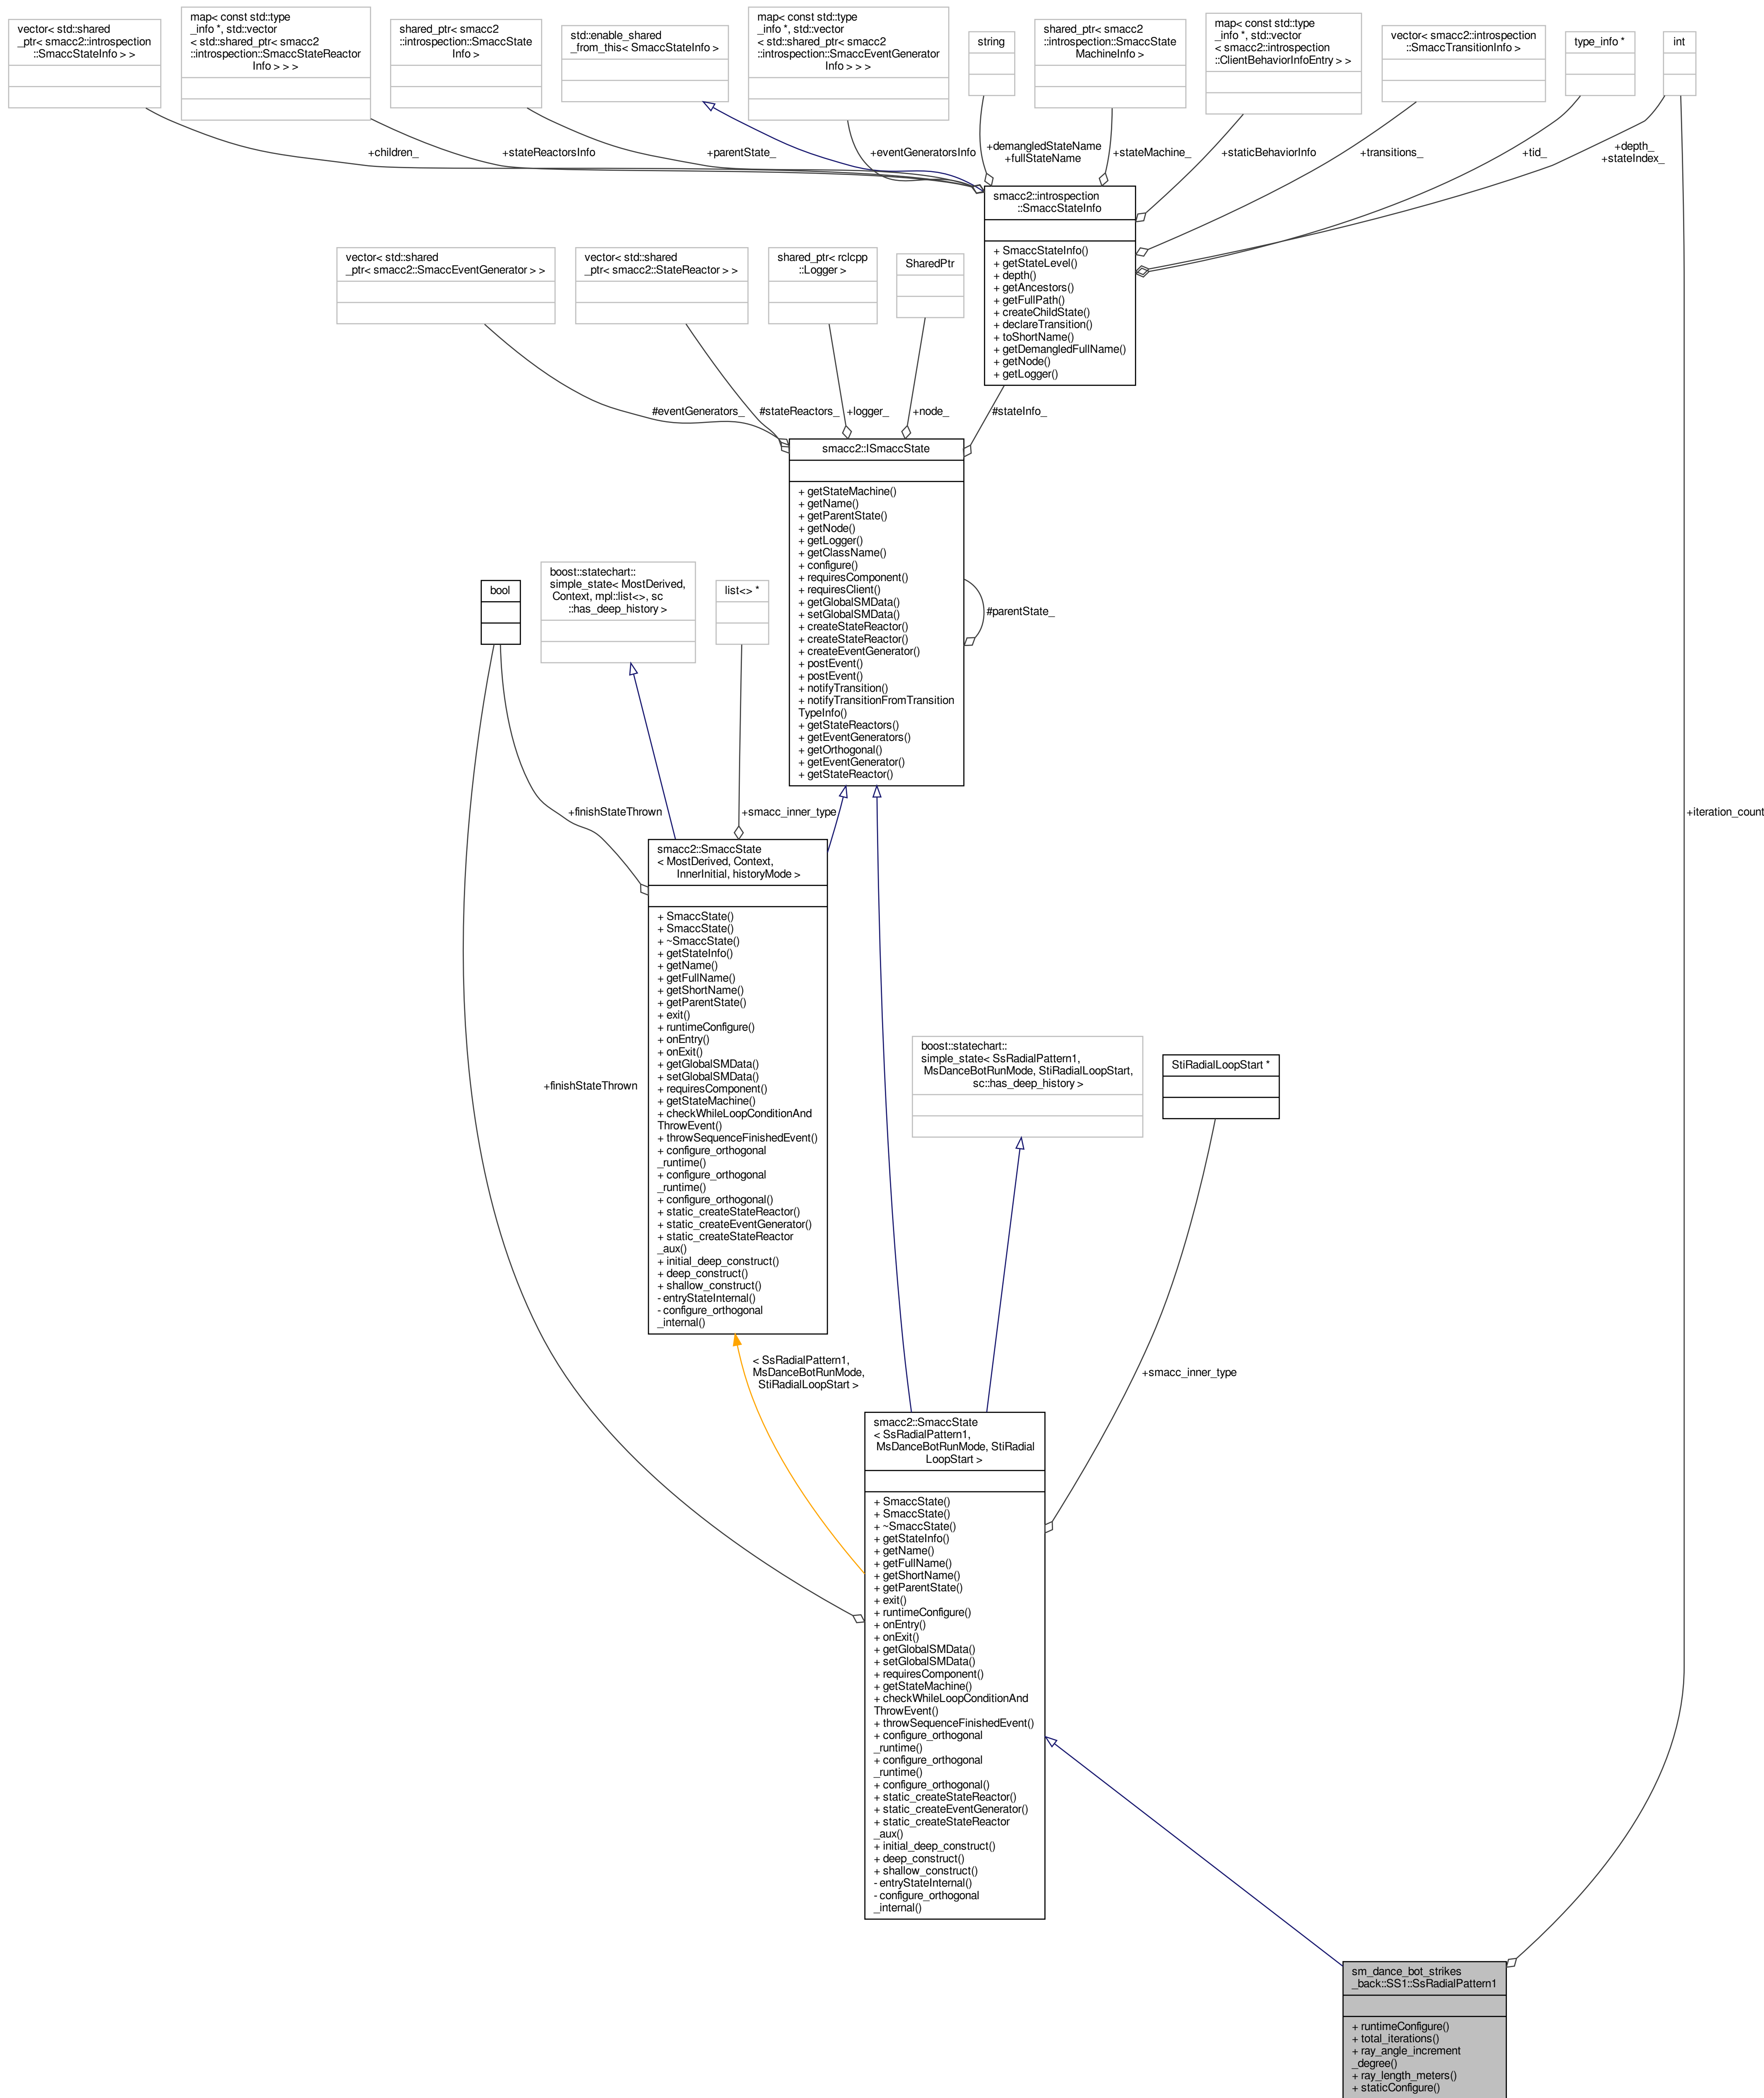 vector< std::shared
_ptr< smacc2::introspection
::SmaccStateInfo > >
map< const std::type
_info *, std::vector
< std::shared_ptr< smacc2
::introspection::SmaccStateReactor
Info > > >
shared_ptr< smacc2
::introspection::SmaccState
Info >
std::enable_shared
_from_this< SmaccStateInfo >
map< const std::type
_info *, std::vector
< std::shared_ptr< smacc2
::introspection::SmaccEventGenerator
Info > > >
string
shared_ptr< smacc2
::introspection::SmaccState
MachineInfo >
map< const std::type
_info *, std::vector
< smacc2::introspection
::ClientBehaviorInfoEntry > >
vector< smacc2::introspection
::SmaccTransitionInfo >
type_info *
int
+children_
+stateReactorsInfo
+parentState_
+eventGeneratorsInfo
+demangledStateName
+fullStateName
+stateMachine_
+staticBehaviorInfo
+transitions_
+tid_
+depth_
+stateIndex_
smacc2::introspection
::SmaccStateInfo
+ SmaccStateInfo()
+ getStateLevel()
+ depth()
+ getAncestors()
+ getFullPath()
+ createChildState()
+ declareTransition()
+ toShortName()
+ getDemangledFullName()
+ getNode()
+ getLogger()
vector< std::shared
_ptr< smacc2::SmaccEventGenerator > >
vector< std::shared
_ptr< smacc2::StateReactor > >
shared_ptr< rclcpp
::Logger >
SharedPtr
#eventGenerators_
#stateReactors_
+logger_
+node_
#stateInfo_
smacc2::ISmaccState
+ getStateMachine()
+ getName()
+ getParentState()
+ getNode()
+ getLogger()
+ getClassName()
+ configure()
+ requiresComponent()
+ requiresClient()
+ getGlobalSMData()
+ setGlobalSMData()
+ createStateReactor()
+ createStateReactor()
+ createEventGenerator()
+ postEvent()
+ postEvent()
+ notifyTransition()
+ notifyTransitionFromTransition
TypeInfo()
+ getStateReactors()
+ getEventGenerators()
+ getOrthogonal()
+ getEventGenerator()
+ getStateReactor()
#parentState_
bool
boost::statechart::
simple_state< MostDerived,
Context, mpl::list<>, sc
::has_deep_history >
list<> *
+finishStateThrown
+smacc_inner_type
+iteration_count
smacc2::SmaccState
< MostDerived, Context,
InnerInitial, historyMode >
+ SmaccState()
+ SmaccState()
+ ~SmaccState()
+ getStateInfo()
+ getName()
+ getFullName()
+ getShortName()
+ getParentState()
+ exit()
+ runtimeConfigure()
+ onEntry()
+ onExit()
+ getGlobalSMData()
+ setGlobalSMData()
+ requiresComponent()
+ getStateMachine()
+ checkWhileLoopConditionAnd
ThrowEvent()
+ throwSequenceFinishedEvent()
+ configure_orthogonal
_runtime()
+ configure_orthogonal
_runtime()
+ configure_orthogonal()
+ static_createStateReactor()
+ static_createEventGenerator()
+ static_createStateReactor
_aux()
+ initial_deep_construct()
+ deep_construct()
+ shallow_construct()
- entryStateInternal()
- configure_orthogonal
_internal()
+finishStateThrown
boost::statechart::
simple_state< SsRadialPattern1,
MsDanceBotRunMode, StiRadialLoopStart,
sc::has_deep_history >
StiRadialLoopStart *
< SsRadialPattern1,
MsDanceBotRunMode,
StiRadialLoopStart >
+smacc_inner_type
smacc2::SmaccState
< SsRadialPattern1,
MsDanceBotRunMode, StiRadial
LoopStart >
+ SmaccState()
+ SmaccState()
+ ~SmaccState()
+ getStateInfo()
+ getName()
+ getFullName()
+ getShortName()
+ getParentState()
+ exit()
+ runtimeConfigure()
+ onEntry()
+ onExit()
+ getGlobalSMData()
+ setGlobalSMData()
+ requiresComponent()
+ getStateMachine()
+ checkWhileLoopConditionAnd
ThrowEvent()
+ throwSequenceFinishedEvent()
+ configure_orthogonal
_runtime()
+ configure_orthogonal
_runtime()
+ configure_orthogonal()
+ static_createStateReactor()
+ static_createEventGenerator()
+ static_createStateReactor
_aux()
+ initial_deep_construct()
+ deep_construct()
+ shallow_construct()
- entryStateInternal()
- configure_orthogonal
_internal()
sm_dance_bot_strikes
_back::SS1::SsRadialPattern1
+ runtimeConfigure()
+ total_iterations()
+ ray_angle_increment
_degree()
+ ray_length_meters()
+ staticConfigure()